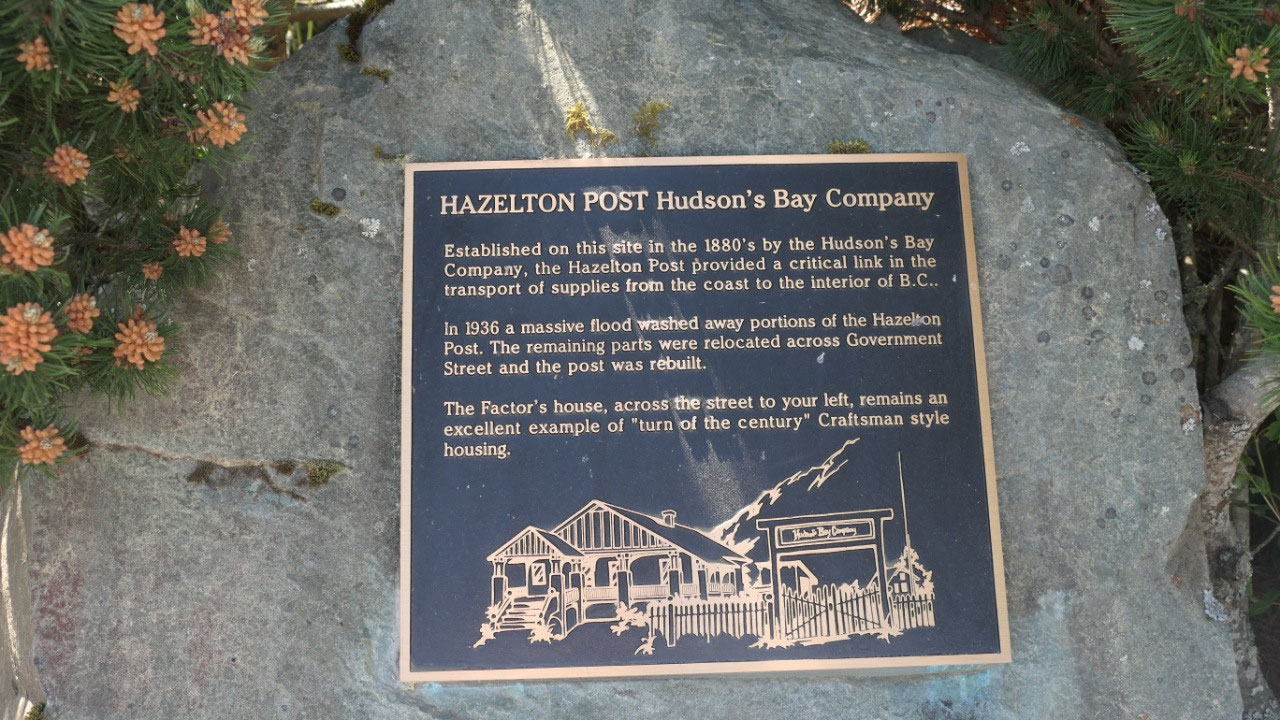 HAZELTON POST Hudson's Bay Company
Established on this site in the 1880's by the Hudson's Bay
Company, the Hazelton Post provided a critical link in the
transport of supplies from the coast to the interior of B.C..
In 1936 a massive flood washed away portions of the Hazelton
Post. The remaining parts were relocated across Government
Street and the post was rebuilt.
The Factor's house, across the street to your left, remains an
excellent example of "turn of the century" Craftsman style
housing.
Hudson's Bay Company